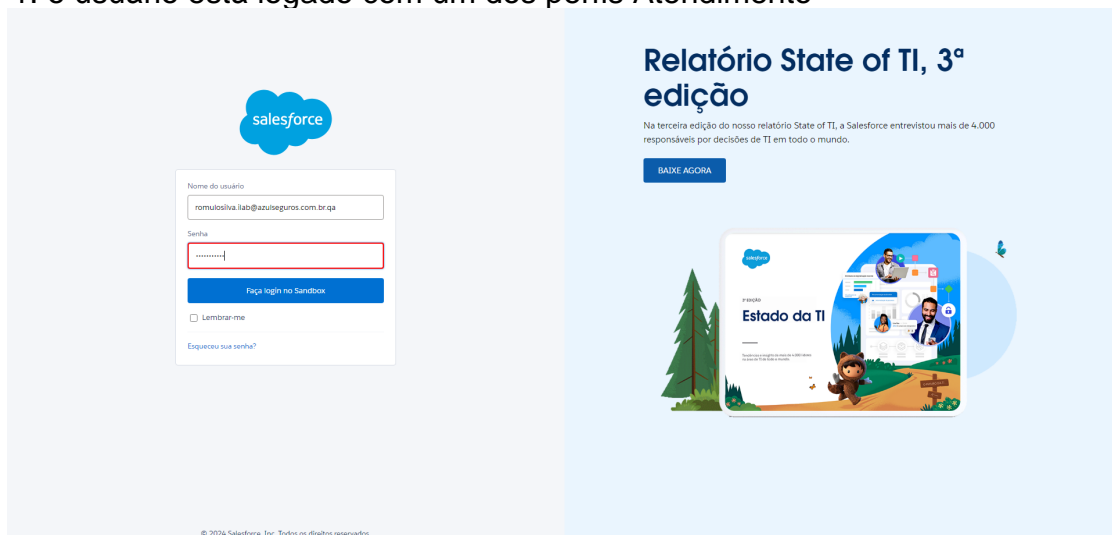 1. o usuário está logado com um dos perfis Atendimento
salesforce
Nome do usuário
romulosilva.ilab@azulseguros.com.br.qa
Senha
Faça login no Sandbox
Lembrar-me
Esqueceu sua senha?
© 2024 Salesforce, Inc. Todos os direitos reservados.
Relatório State of TI, 3ª
edição
Na terceira edição do nosso relatório State of TI, a Salesforce entrevistou mais de 4.000
responsáveis por decisões de TI em todo o mundo.
BAIXE AGORA
salesforce
3ª EDIÇÃO
Estado da TI